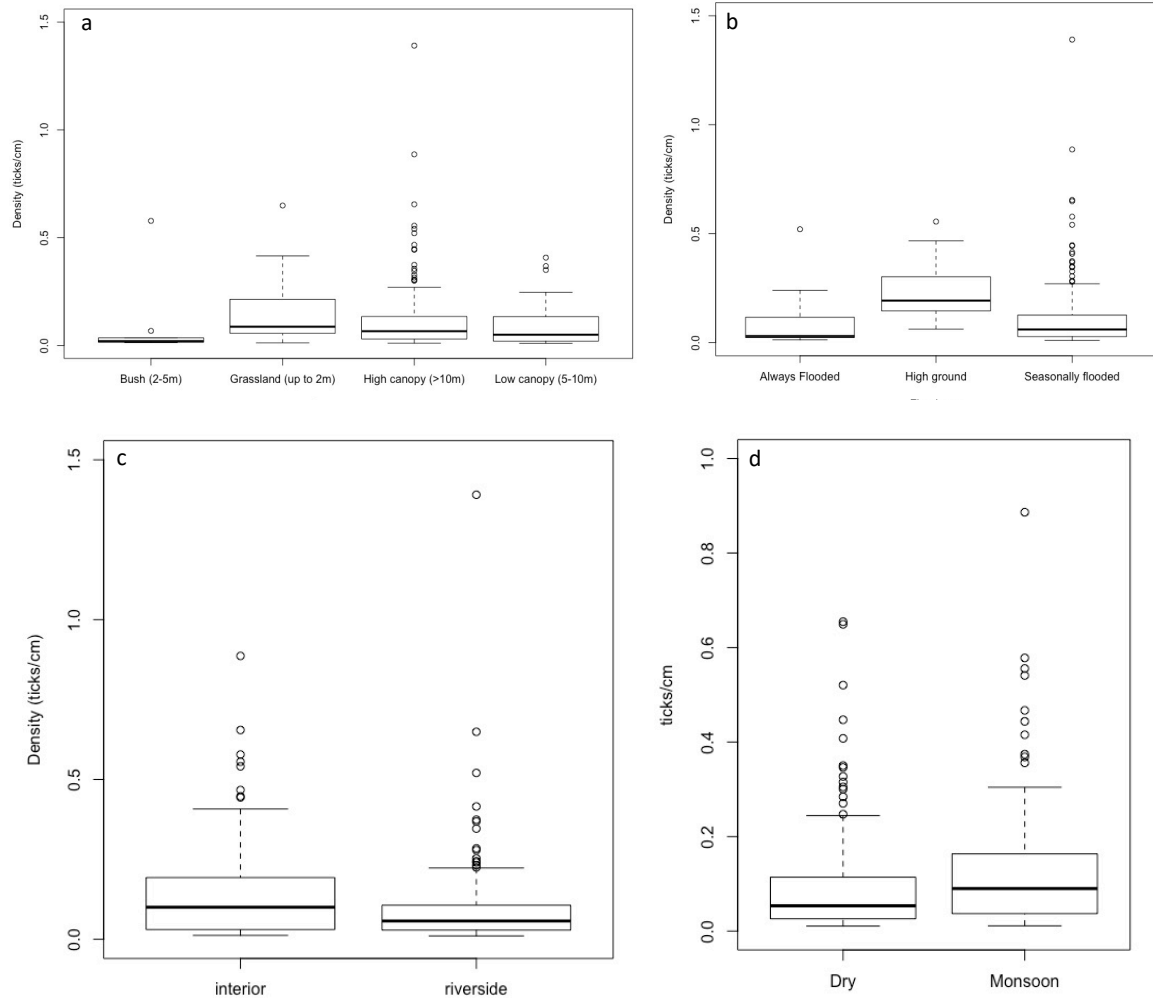 a
1.5
1.0
0.5
0.0
Density (ticks/cm)
Bush (2-5m) Grassland (up to 2m) High canopy (>10m) Low canopy (5-10m)
b
1.5
1.0
0.5
0.0
Density (ticks/cm)
Always Flooded High ground Seasonally flooded
c
1.5
1.0
0.5
0.0
Density (ticks/cm)
interior riverside
d
1.0
0.8
0.6
0.4
0.2
0.0
ticks/cm
Dry Monsoon